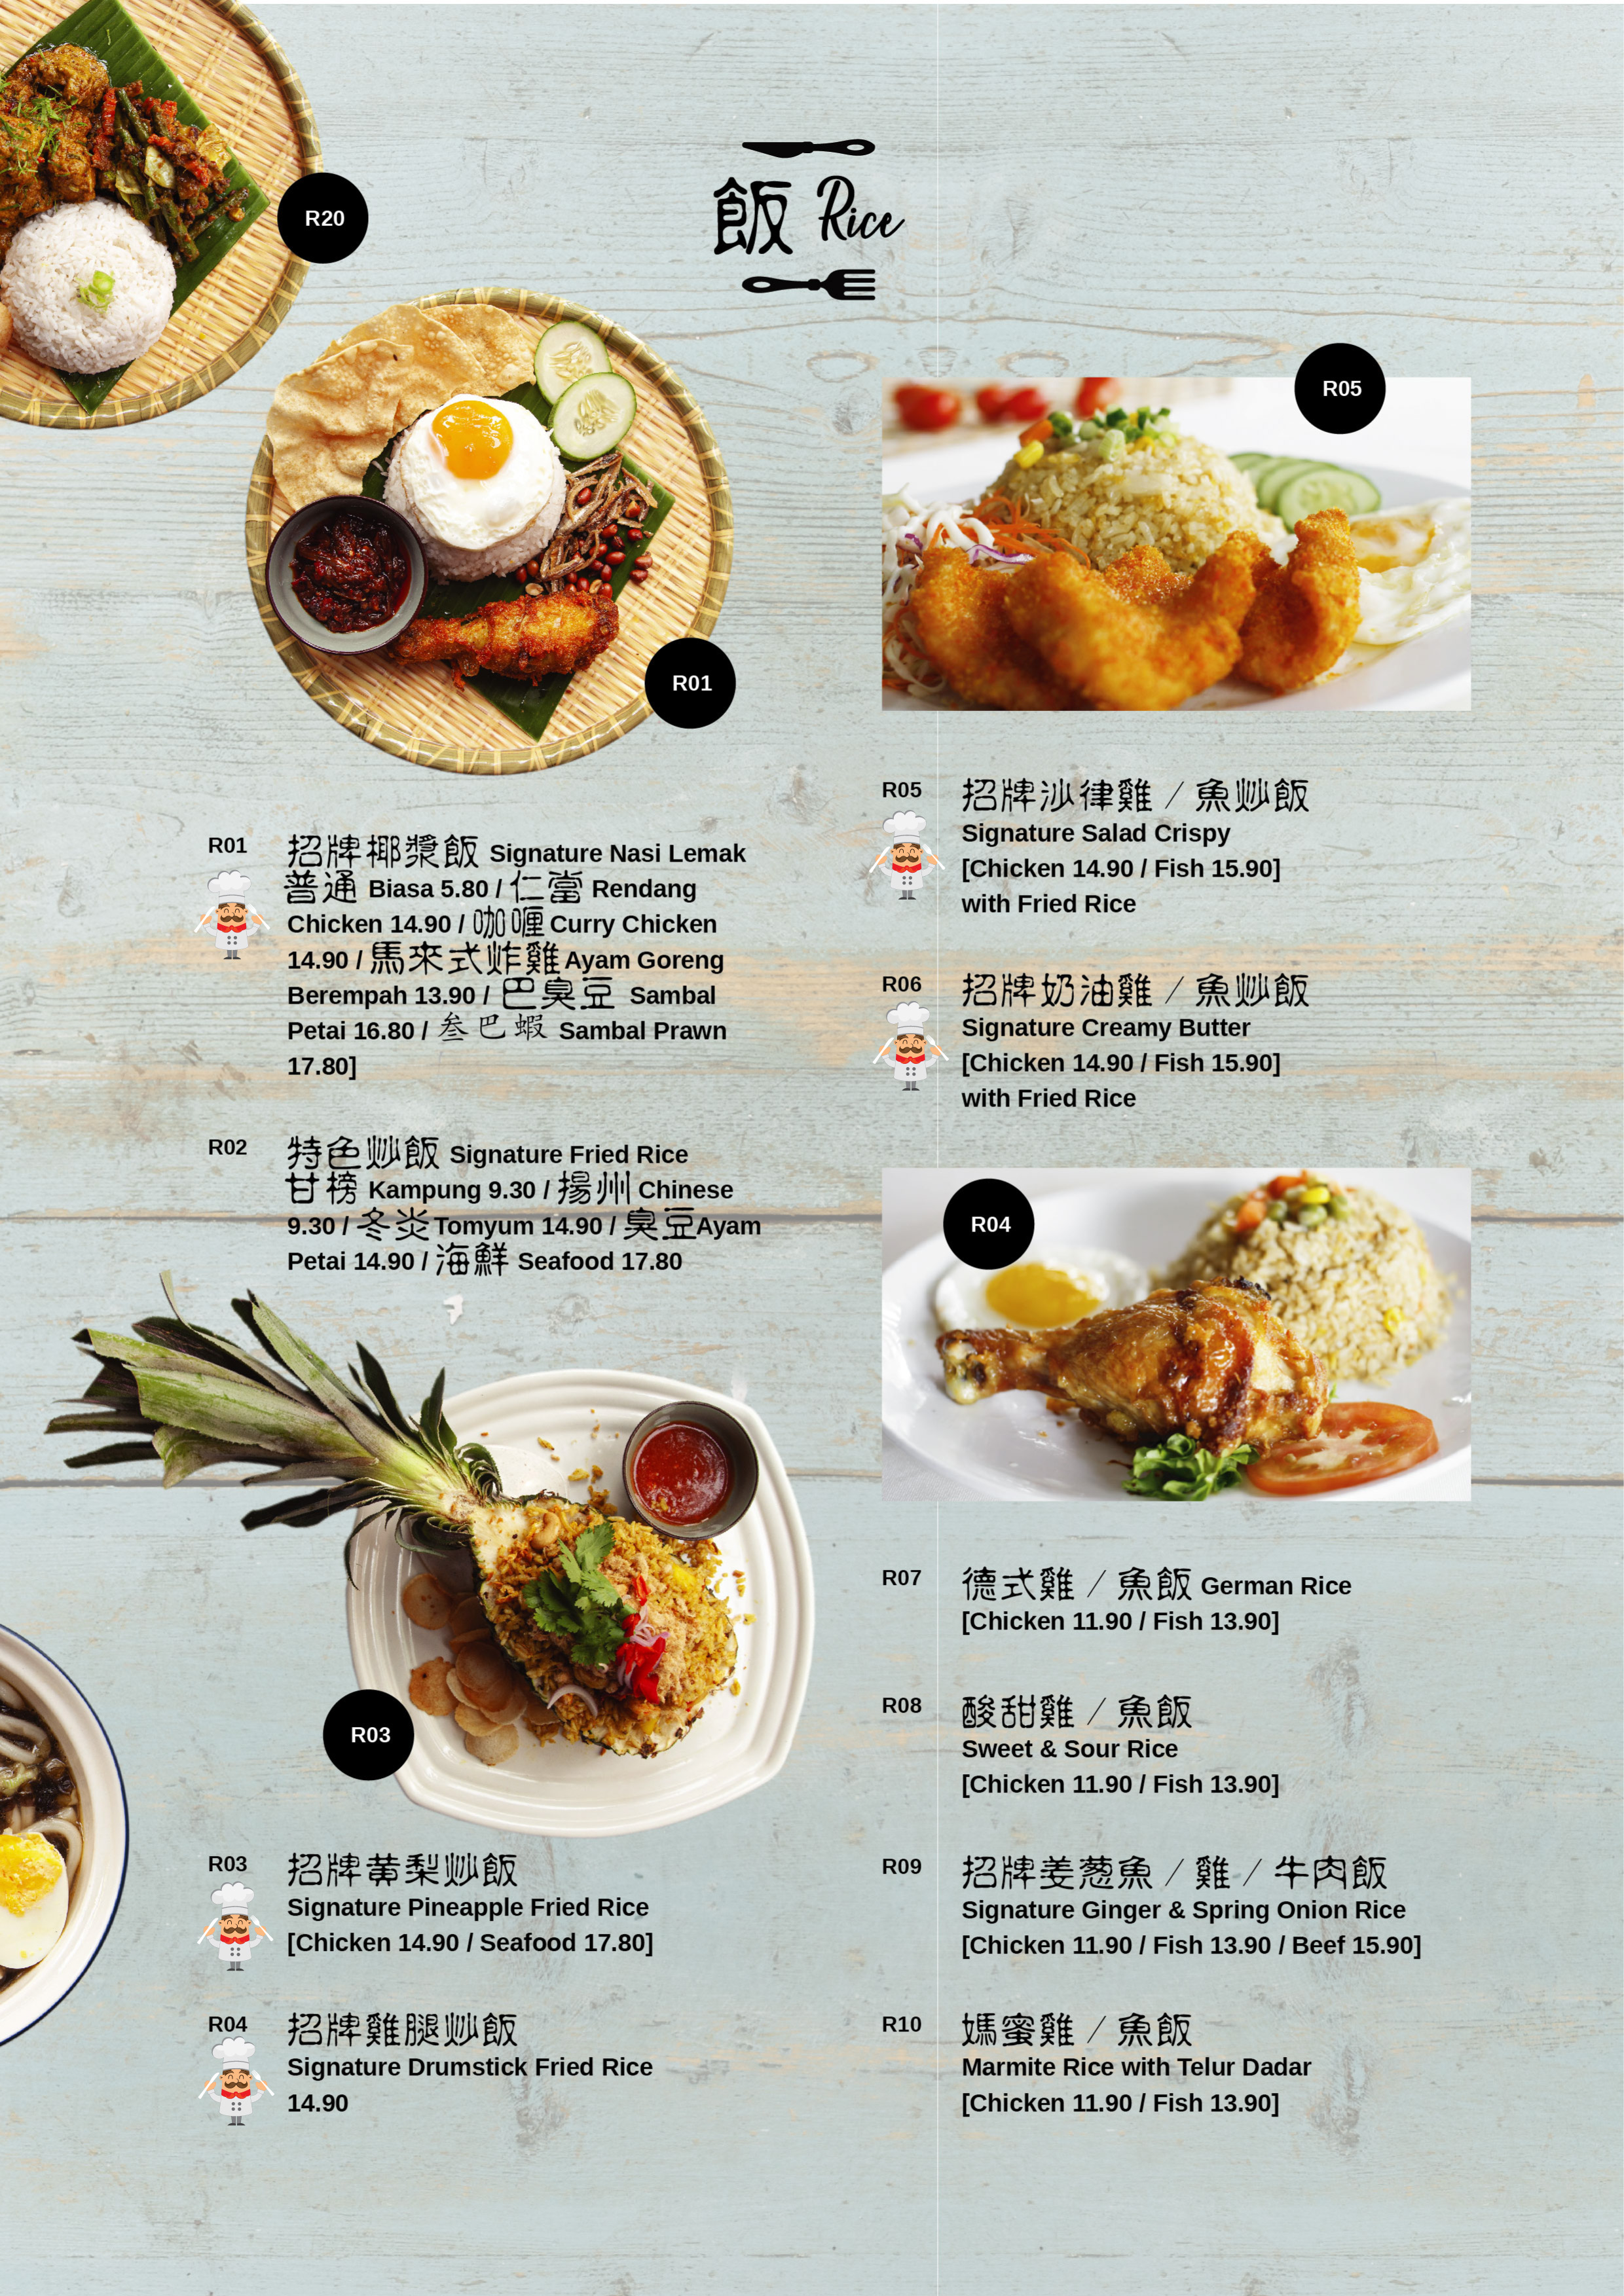 飯 Rice
R20
R01
R05
R01
招牌椰漿飯 Signature Nasi Lemak
普通 Biasa 5.80 / 仁當 Rendang
Chicken 14.90 / 咖喱 Curry Chicken
14.90 / 馬來式炸雞 Ayam Goreng
Berempah 13.90 / 巴臭豆 Sambal
Petai 16.80 / 叁巴蝦 Sambal Prawn
17.80]
R02
特色炒飯 Signature Fried Rice
甘榜 Kampung 9.30 / 揚州 Chinese
9.30 / 冬炎 Tomyum 14.90 / 臭豆 Ayam
Petai 14.90 / 海鮮 Seafood 17.80
R03
R03
招牌黄梨炒飯
Signature Pineapple Fried Rice
[Chicken 14.90 / Seafood 17.80]
R04
招牌雞腿炒飯
Signature Drumstick Fried Rice
14.90
R05
招牌沙律雞 / 魚炒飯
Signature Salad Crispy
[Chicken 14.90 / Fish 15.90]
with Fried Rice
R06
招牌奶油雞 / 魚炒飯
Signature Creamy Butter
[Chicken 14.90 / Fish 15.90]
with Fried Rice
R04
R07
德式雞 / 魚飯 German Rice
[Chicken 11.90 / Fish 13.90]
R08
酸甜雞 / 魚飯
Sweet & Sour Rice
[Chicken 11.90 / Fish 13.90]
R09
招牌姜葱魚 / 雞 / 牛肉飯
Signature Ginger & Spring Onion Rice
[Chicken 11.90 / Fish 13.90 / Beef 15.90]
R10
媽蜜雞 / 魚飯
Marmite Rice with Telur Dadar
[Chicken 11.90 / Fish 13.90]